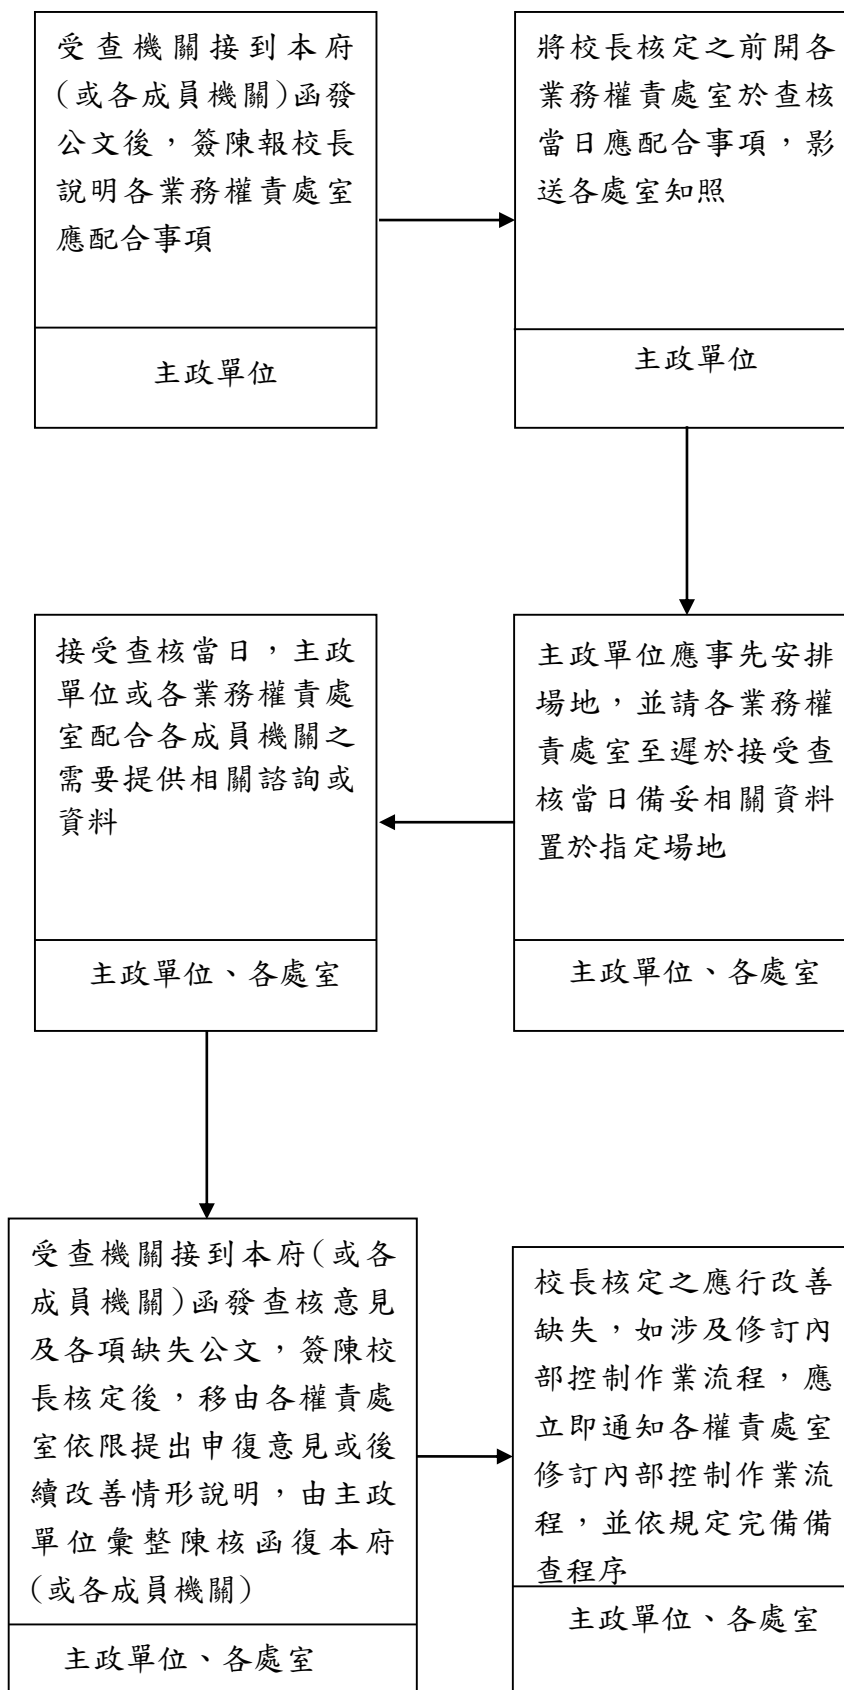 受查機關接到本府
(或各成員機關)函發
公文後，簽陳報校長
說明各業務權責處室
應配合事項
主政單位
將校長核定之前開各
業務權責處室於查核
當日應配合事項，影
送各處室知照
主政單位
主政單位應事先安排
場地，並請各業務權
責處室至遲於接受查
核當日備妥相關資料
置於指定場地
主政單位、各處室
接受查核當日，主政
單位或各業務權責處
室配合各成員機關之
需要提供相關諮詢或
資料
主政單位、各處室
受查機關接到本府(或各
成員機關)函發查核意見
及各項缺失公文，簽陳校
長核定後，移由各權責處
室依限提出申復意見或後
續改善情形說明，由主政
單位彙整陳核函復本府
(或各成員機關)
主政單位、各處室
校長核定之應行改善
缺失，如涉及修訂內
部控制作業流程，應
立即通知各權責處室
修訂內部控制作業流
程，並依規定完備備
查程序
主政單位、各處室